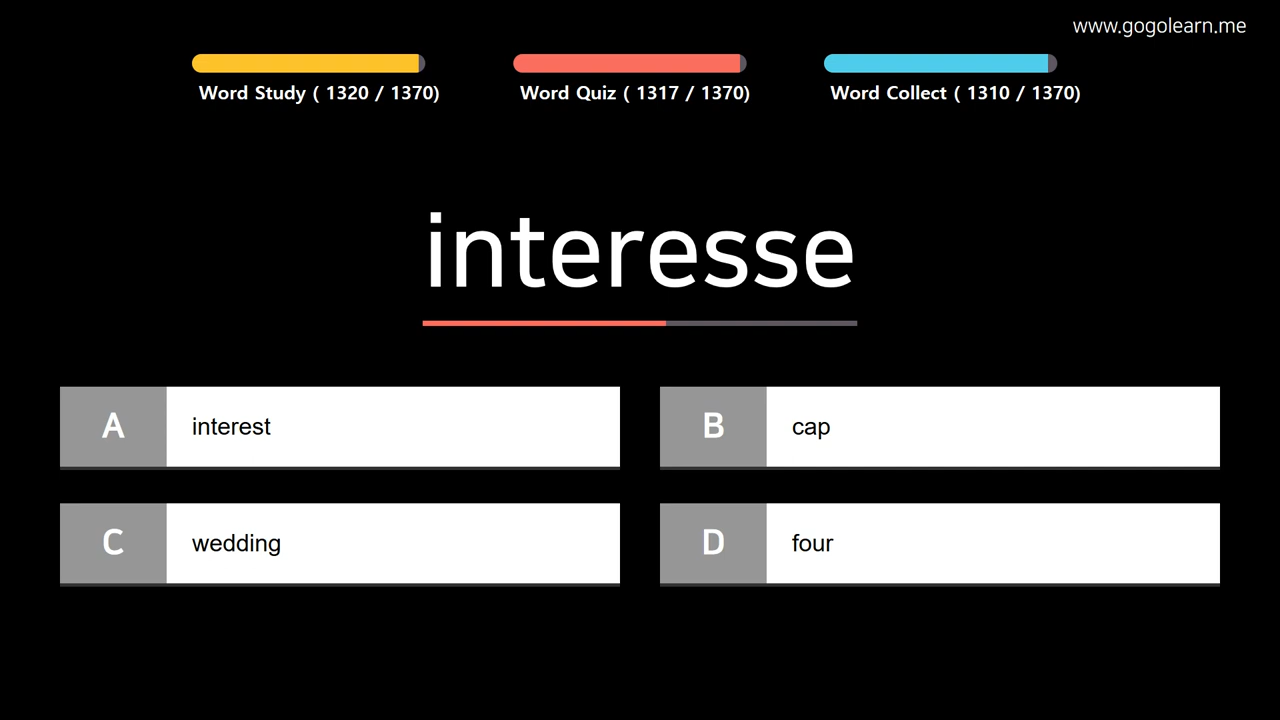 www.gogolearn.me
Word Study ( 1320 / 1370)
Word Quiz ( 1317 / 1370)
Word Collect ( 1310 / 1370)
interesse
A interest
B cap
C wedding
D four